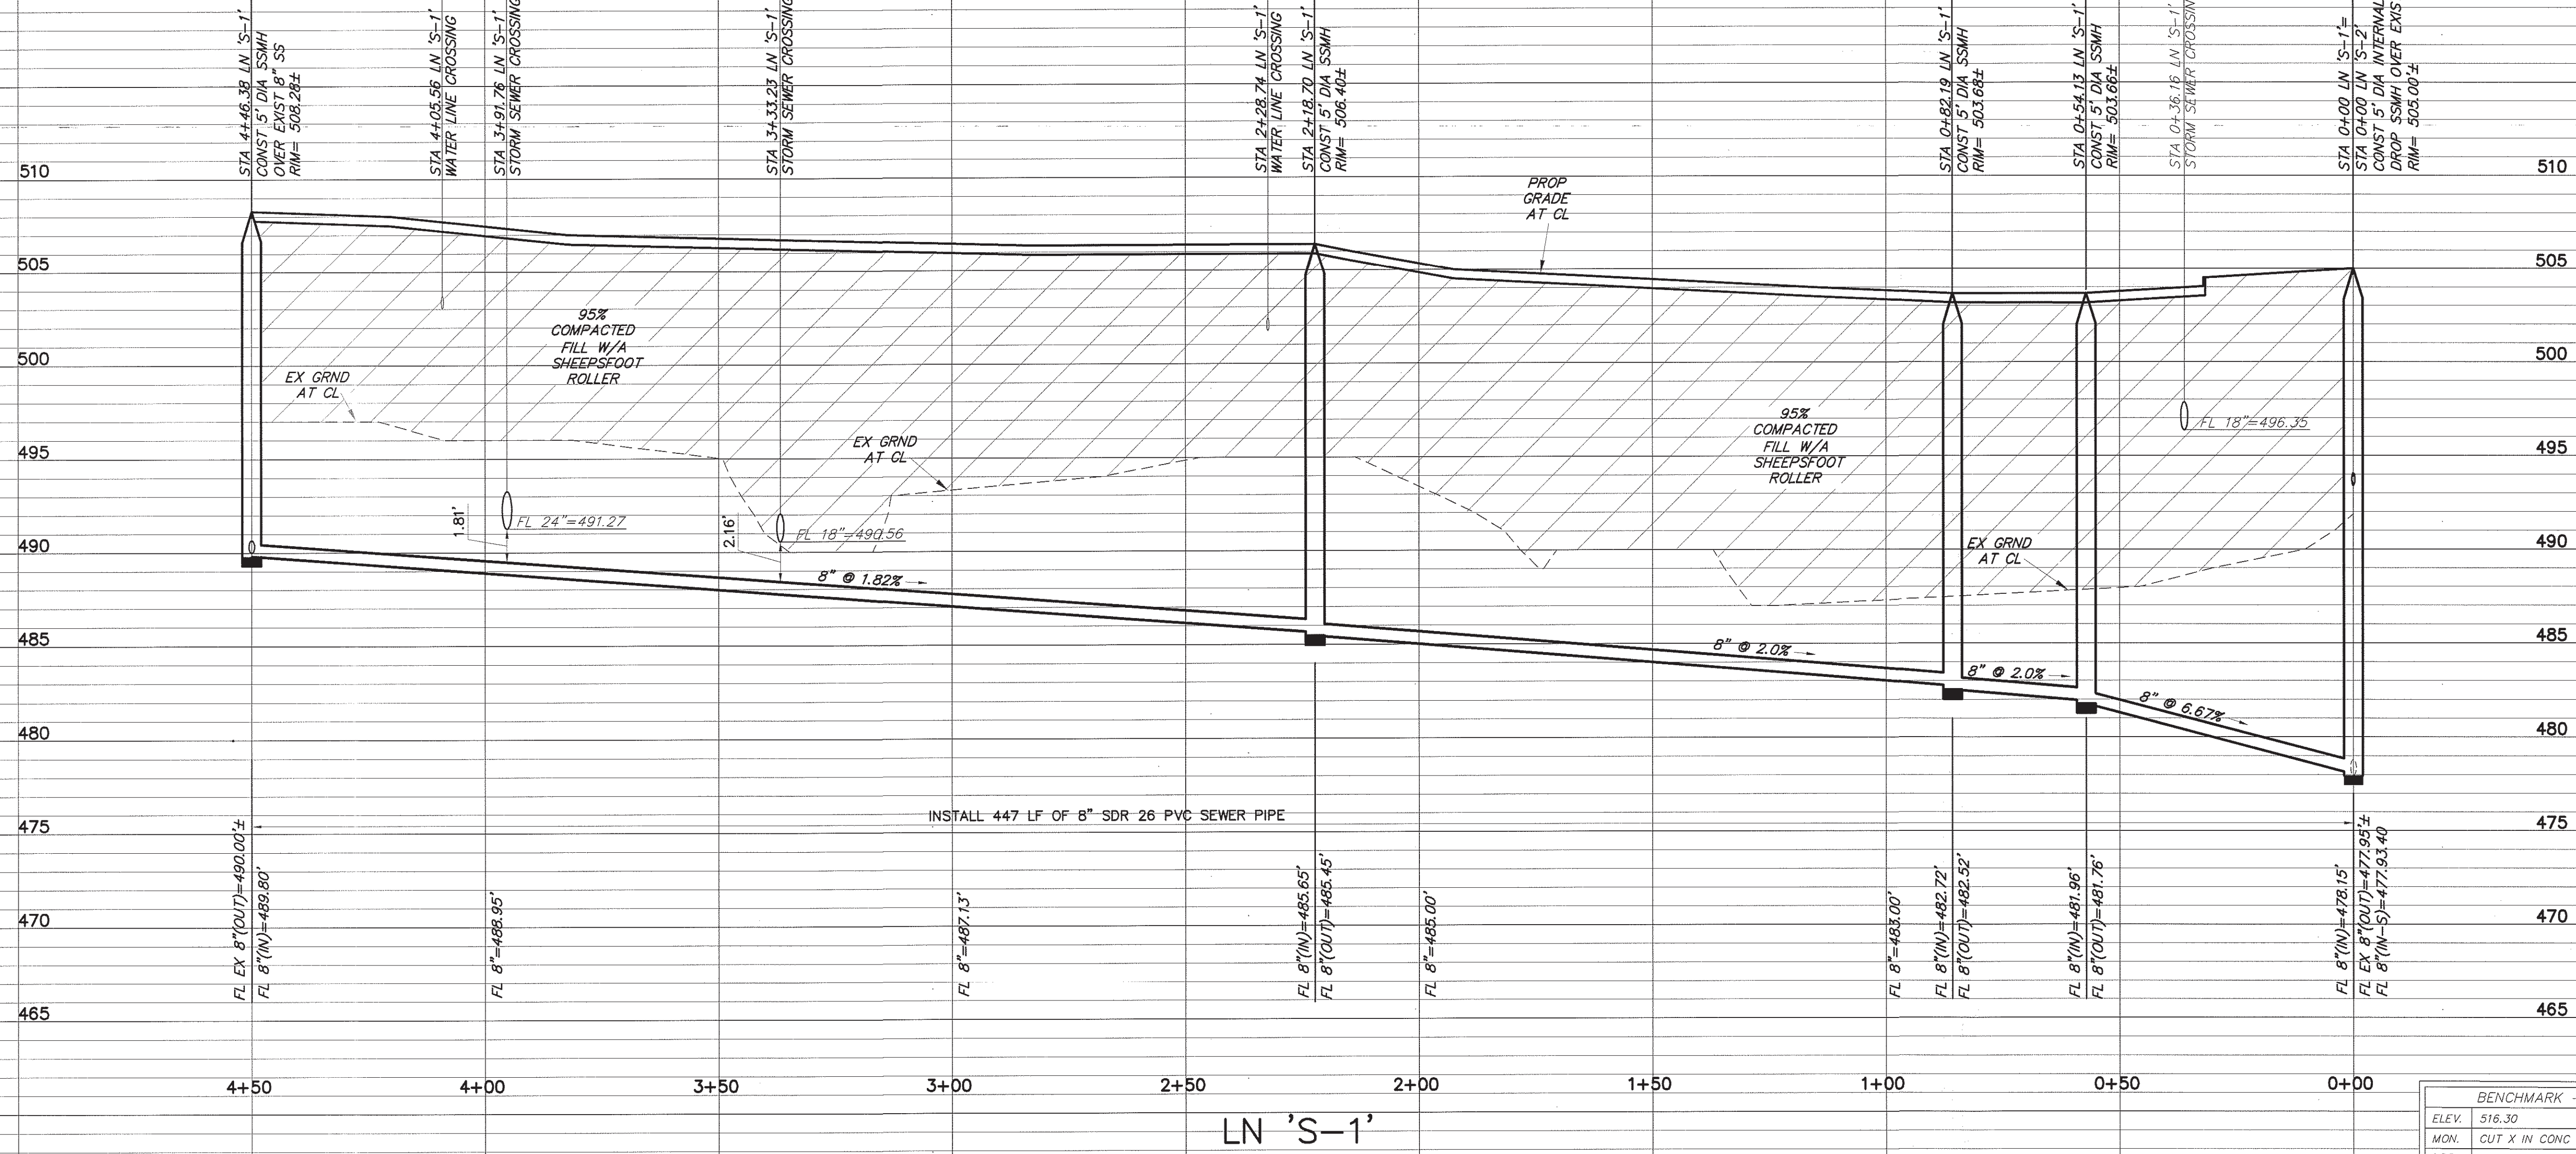 STA 4+46.38 LN 'S-1'
CONST 5' DIA SSMH
OVER EXIST 8" SS
RIM= 508.28±
STA 4+05.56 LN 'S-1'
WATER LINE CROSSING
STA 3+91.76 LN 'S-1'
STORM SEWER CROSSING
STA 3+33.23 LN 'S-1'
STORM SEWER CROSSING
STA 2+28.74 LN 'S-1'
WATER LINE CROSSING
STA 2+18.70 LN 'S-1'
CONST 5' DIA SSMH
RIM= 506.40±
STA 0+82.19 LN 'S-1'
CONST 5' DIA SSMH
RIM= 503.68±
STA 0+54.13 LN 'S-1'
CONST 5' DIA SSMH
RIM= 503.66±
STA 0+36.16 LN 'S-1'
STORM SEWER CROSSIN
STA 0+00 LN 'S-1'=
STA 0+00 LN 'S-2'
CONST 5' DIA INTERNAL
DROP SSMH OVER EXIS
RIM= 505.00'±
510
510
PROP
GRADE
AT CL
505
505
95%
COMPACTED
FILL W/A
SHEEPSFOOT
ROLLER
500
500
EX GRND
AT CL
95%
COMPACTED
FILL W/A
SHEEPSFOOT
ROLLER
FL 18"=496.35
EX GRND
AT CL
495
495
1.81'
FL 24"=491.27
2.16'
FL 18"=490.56
490
490
EX GRND
AT CL
8" @ 1.82%
485
485
8" @ 2.0%
8" @ 2.0%
8" @ 6.67%
480
480
INSTALL 447 LF OF 8" SDR 26 PVC SEWER PIPE
475
475
FL EX 8"(OUT)=490.00'±
FL 8"(IN)=489.80'
FL 8"=488.95'
FL 8"=487.13'
FL 8"(IN)=485.65'
FL 8"(OUT)=485.45'
FL 8"=485.00'
FL 8"=483.00'
FL 8"(IN)=482.72'
FL 8"(OUT)=482.52'
FL 8"(IN)=481.96'
FL 8"(OUT)=481.76'
FL 8"(IN)=478.15'
FL EX 8"(OUT)=477.95'±
FL 8"(IN-S)=477.93.40
470
470
465
465
4+50
4+00
3+50
3+00
2+50
2+00
1+50
1+00
0+50
0+00
LN 'S-1'
BENCHMARK -
ELEV. 516.30
MON. CUT X IN CONC